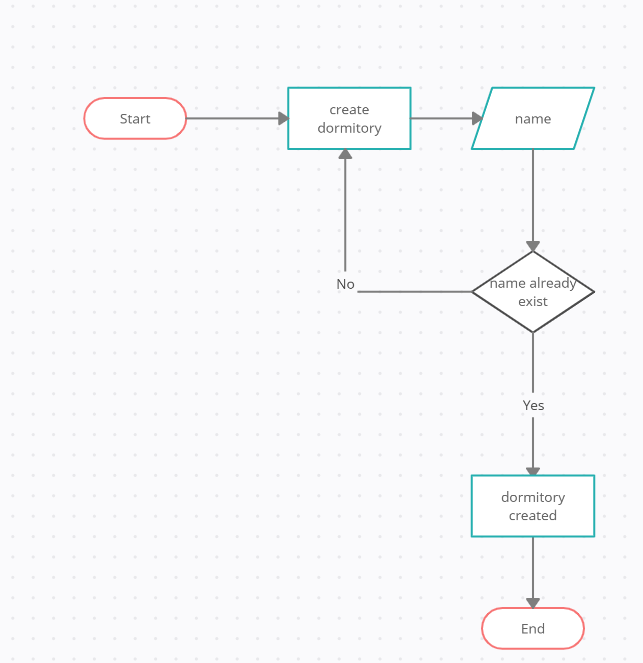 Start
create
dormitory
name
name already
exist
No
Yes
dormitory
created
End